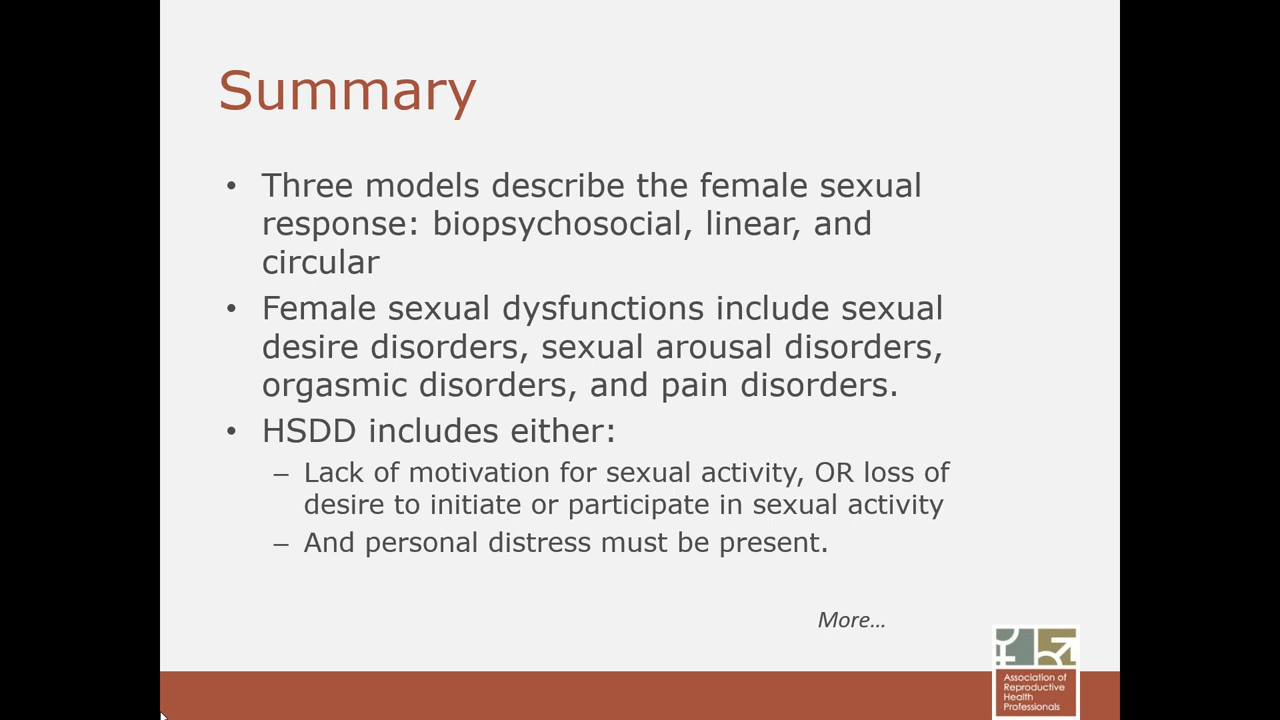 Summary
• Three models describe the female sexual
response: biopsychosocial, linear, and
circular
• Female sexual dysfunctions include sexual
desire disorders, sexual arousal disorders,
orgasmic disorders, and pain disorders.
• HSDD includes either:
– Lack of motivation for sexual activity, OR loss of
desire to initiate or participate in sexual activity
– And personal distress must be present.
More…
Association of
Reproductive
Health
Professionals